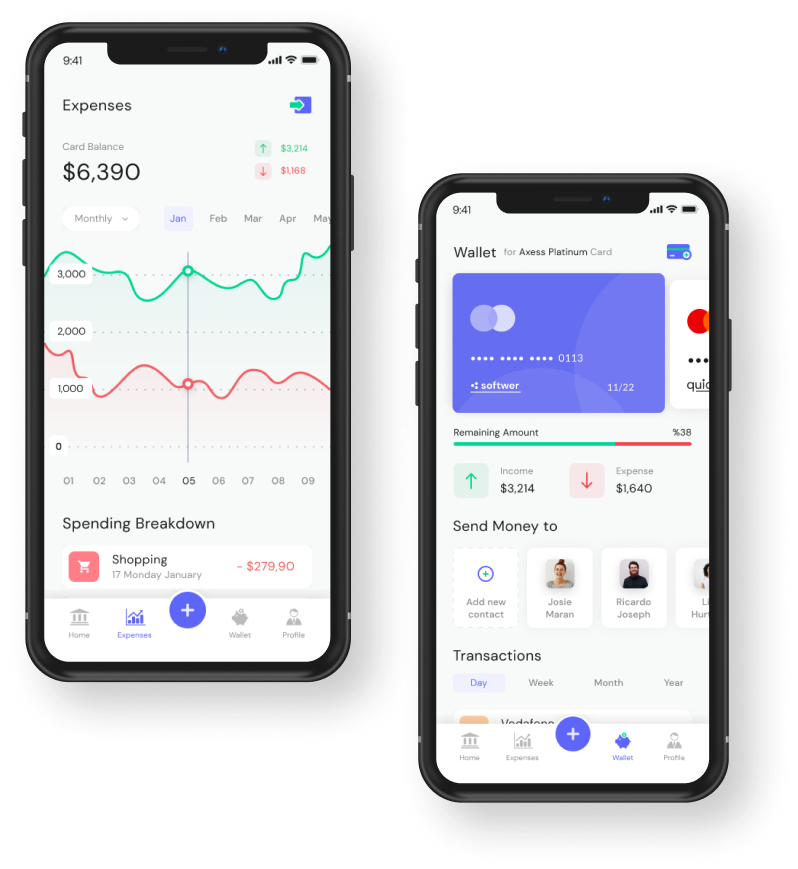 9:41
Expenses
Card Balance
$6,390
$3,214
$1,168
Monthly
Jan Feb Mar Apr May
3,000
2,000
1,000
0
01 02 03 04 05 06 07 08 09
Spending Breakdown
Shopping
17 Monday January
- $279,90
Home Expenses Wallet Profile
9:41
Wallet for Axess Platinum Card
•••• •••• •••• 0113
softwer
11/22
•••
Remaining Amount %38
Income
$3,214
Expense
$1,640
Send Money to
Add new
contact
Josie
Maran
Ricardo
Joseph
Transactions
Day Week Month Year
Vodafone
Home Expenses Wallet Profile